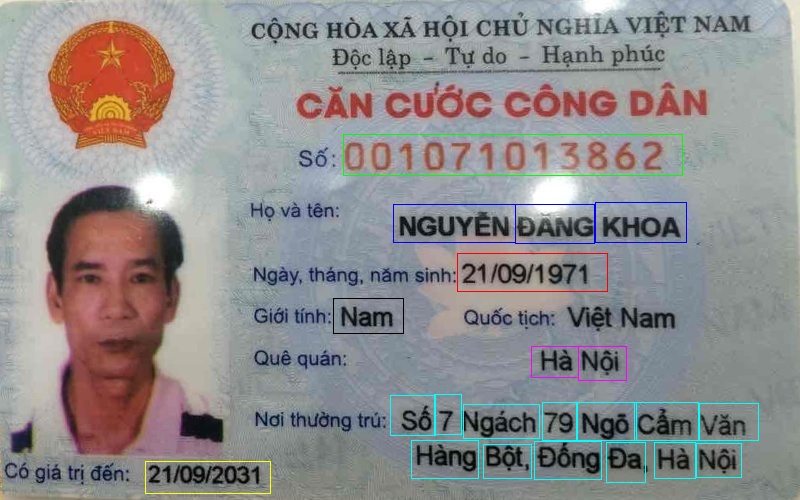 CỘNG HÒA XÃ HỘI CHỦ NGHĨA VIỆT NAM
Độc lập - Tự do - Hạnh phúc
CĂN CƯỚC CÔNG DÂN
Số: 001071013862
Họ và tên: NGUYỄN ĐĂNG KHOA
Ngày, tháng, năm sinh: 21/09/1971
Giới tính: Nam Quốc tịch: Việt Nam
Quê quán: Hà Nội
Nơi thường trú: Số 7 Ngách 79 Ngõ Cẩm Văn
Hàng Bột, Đống Đa, Hà Nội
Có giá trị đến: 21/09/2031